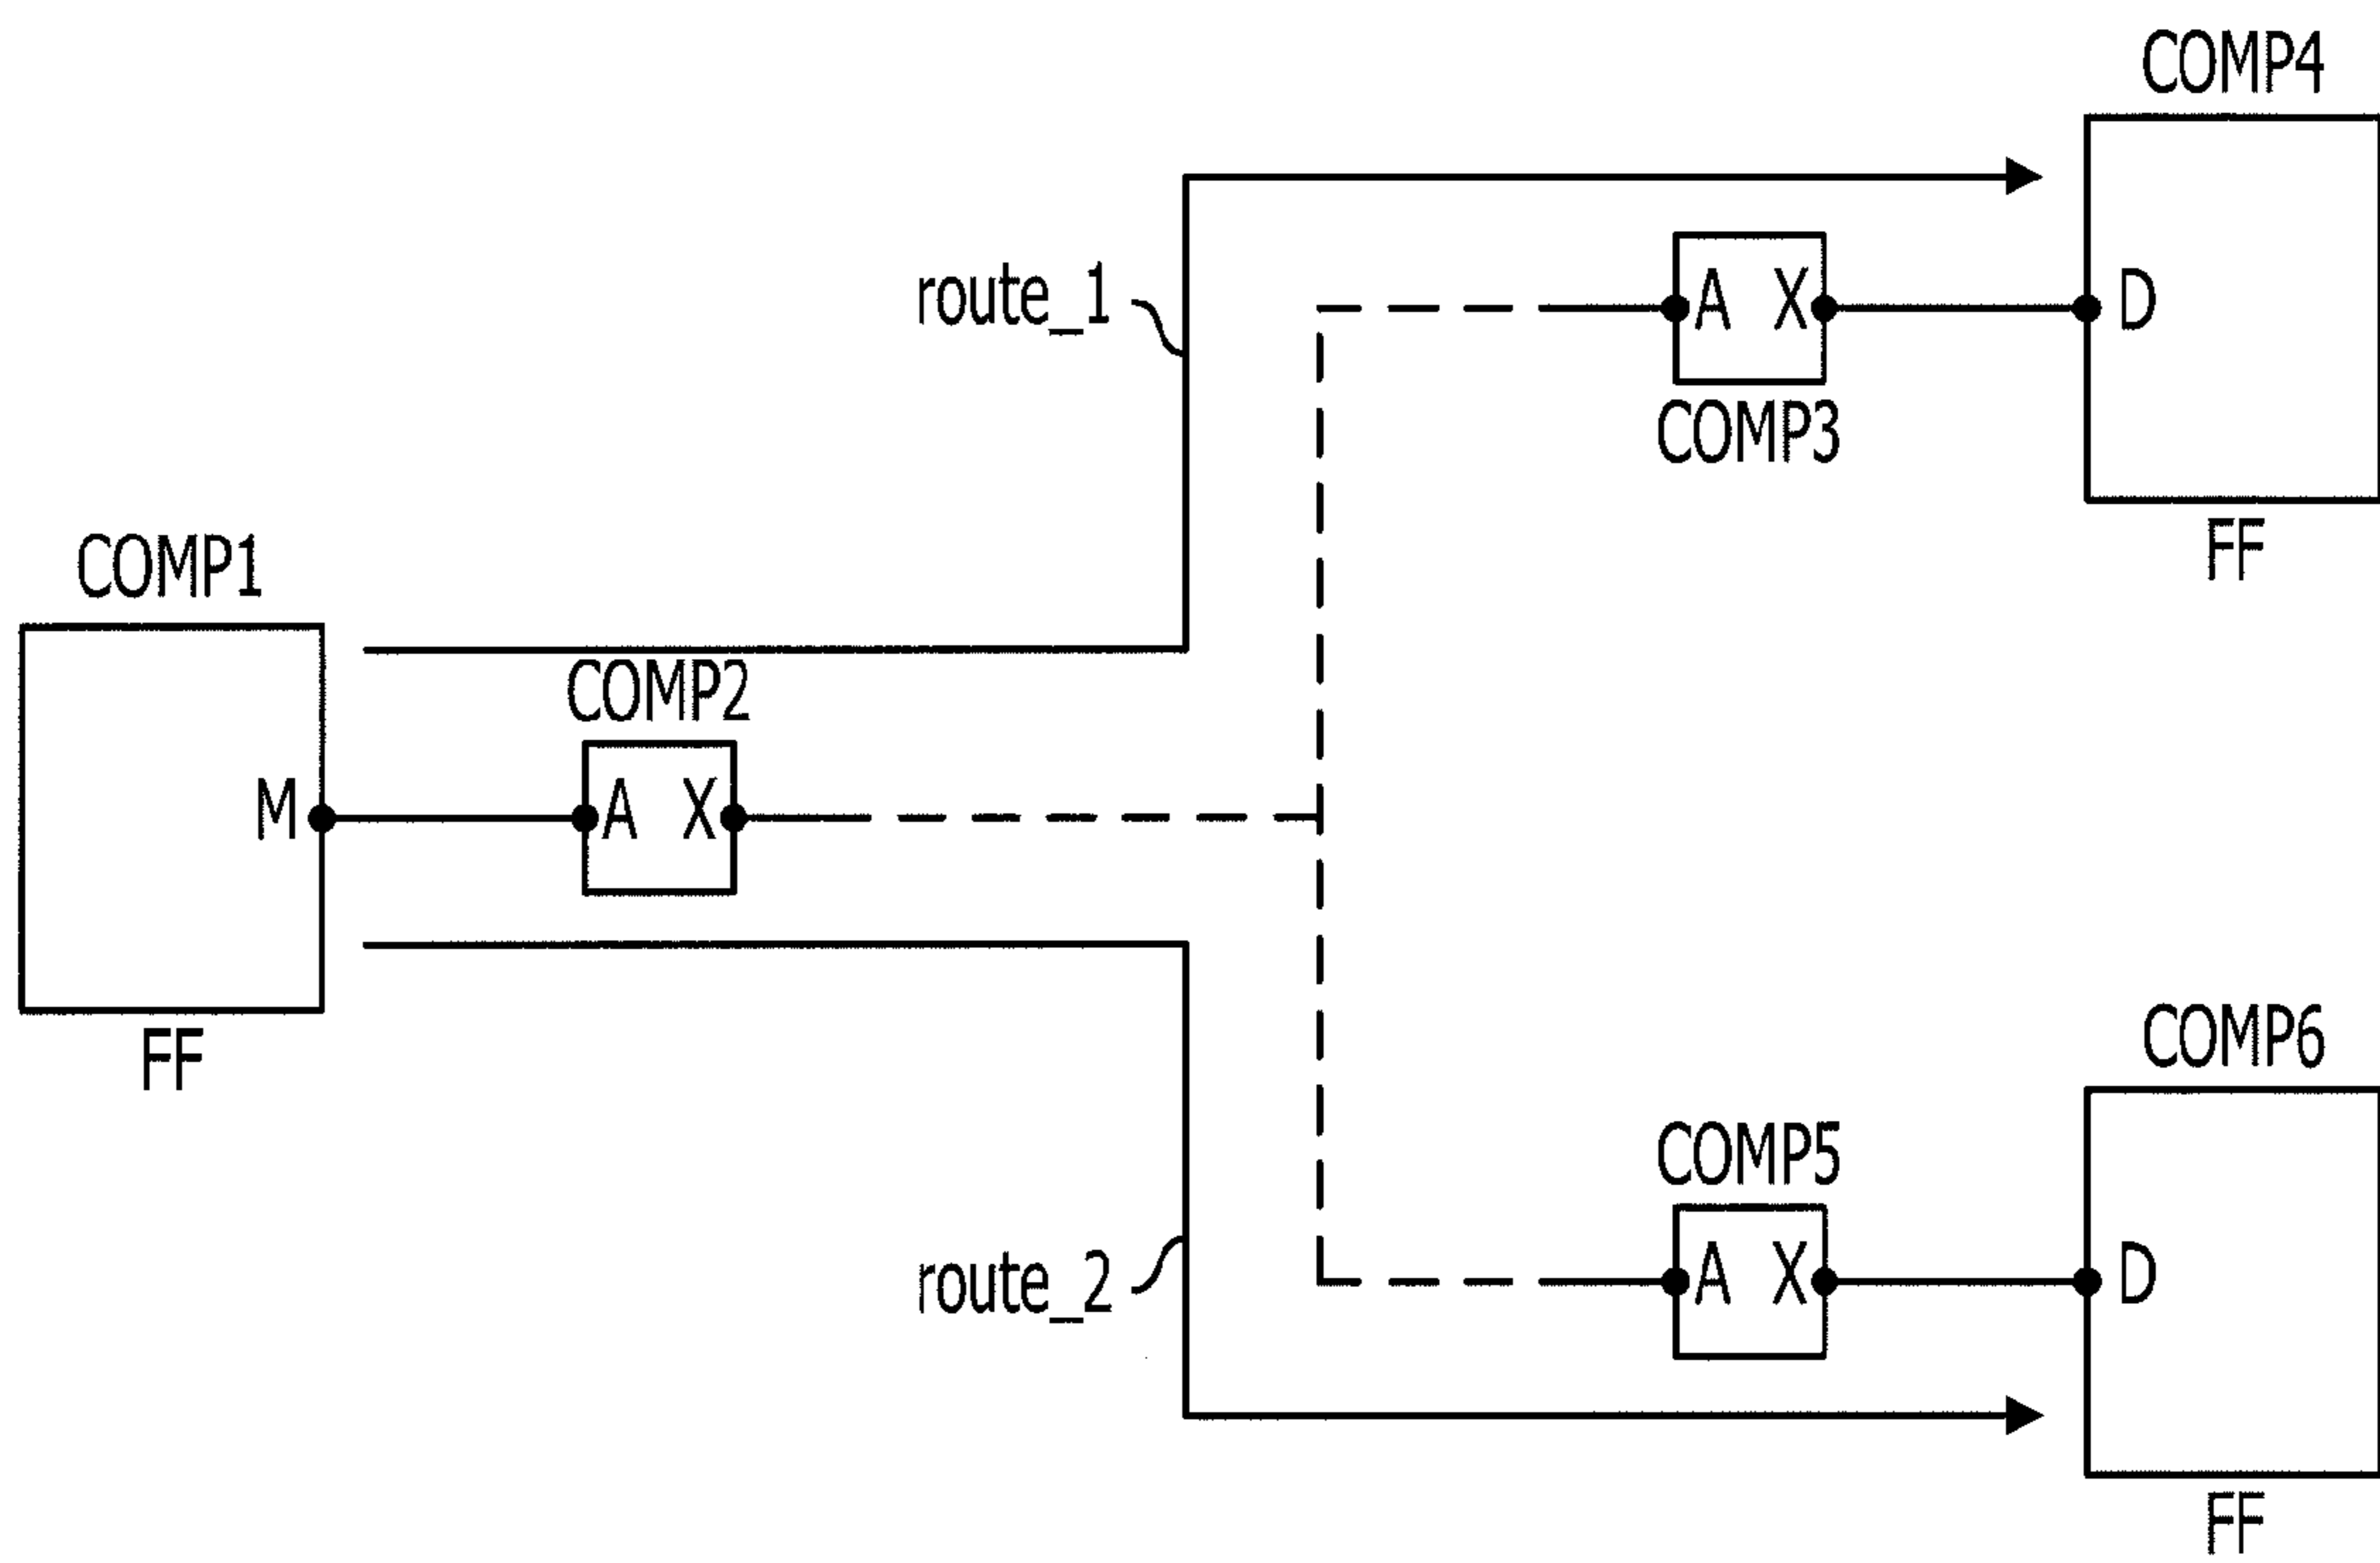 COMP4
route_1
A X
D
COMP3
FF
COMP1
COMP2
M
A X
FF
COMP6
COMP5
route_2
A X
D
FF